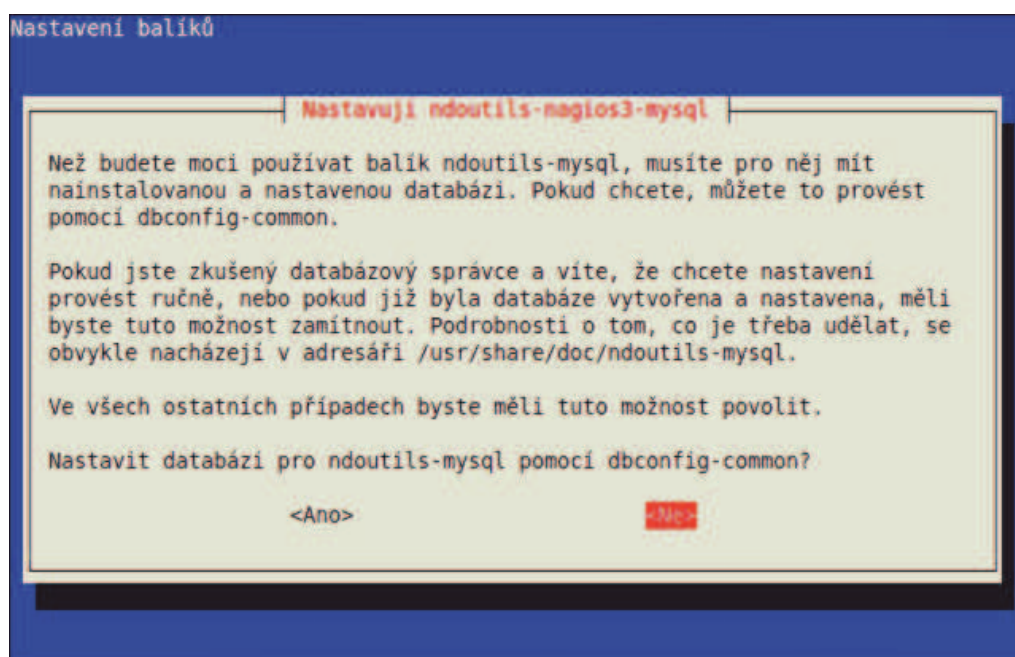 Nastavení balíků
Nastavuji ndoutils-nagios3-mysql
Než budete moci používat balík ndoutils-mysql, musíte pro něj mít
nainstalovanou a nastavenou databázi. Pokud chcete, můžete to provést
pomocí dbconfig-common.
Pokud jste zkušený databázový správce a víte, že chcete nastavení
provést ručně, nebo pokud již byla databáze vytvořena a nastavena, měli
byste tuto možnost zamítnout. Podrobnosti o tom, co je třeba udělat, se
obvykle nacházejí v adresáři /usr/share/doc/ndoutils-mysql.
Ve všech ostatních případech byste měli tuto možnost povolit.
Nastavit databázi pro ndoutils-mysql pomocí dbconfig-common?
<Ano> <Ne>